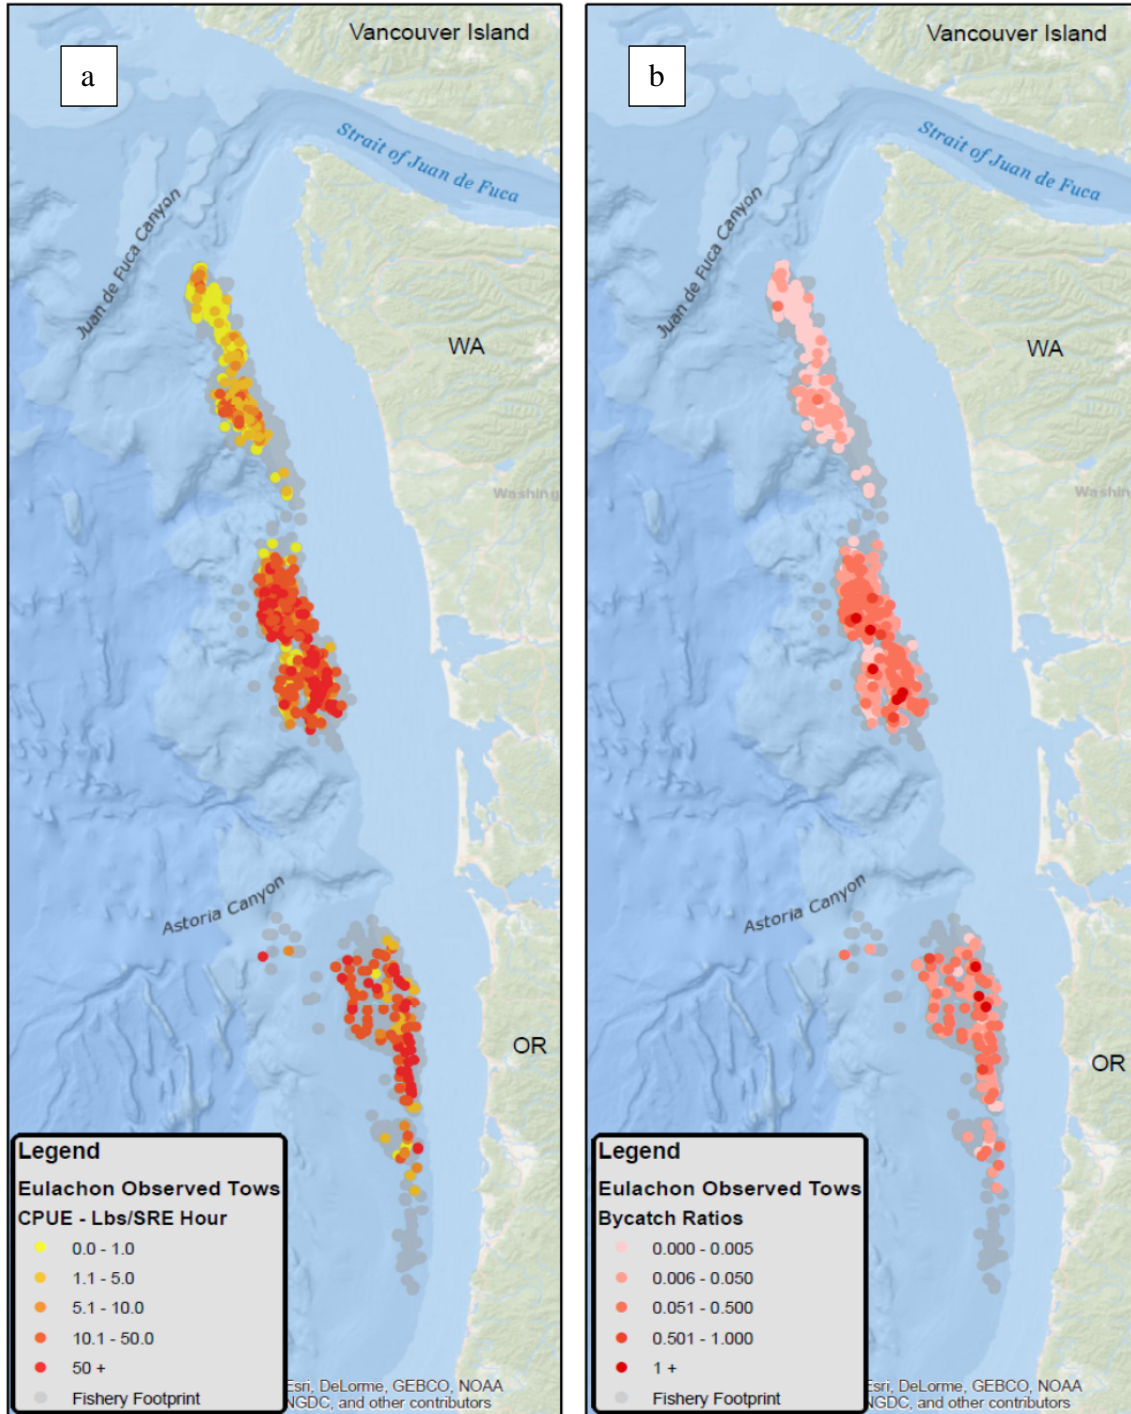 a
Vancouver Island
Strait of Juan de Fuca
Juan de Fuca Canyon
WA
Washing
Astoria Canyon
OR
Legend
Eulachon Observed Tows
CPUE - Lbs/SRE Hour
0.0 - 1.0
1.1 - 5.0
5.1 - 10.0
10.1 - 50.0
50 +
Fishery Footprint
Esri, DeLorme, GEBCO, NOAA
NGDC, and other contributors
b
Vancouver Island
Strait of Juan de Fuca
Juan de Fuca Canyon
WA
Washin
Astoria Canyon
OR
Legend
Eulachon Observed Tows
Bycatch Ratios
0.000 - 0.005
0.006 - 0.050
0.051 - 0.500
0.501 - 1.000
1 +
Fishery Footprint
Esri, DeLorme, GEBCO, NOAA
NGDC, and other contributors